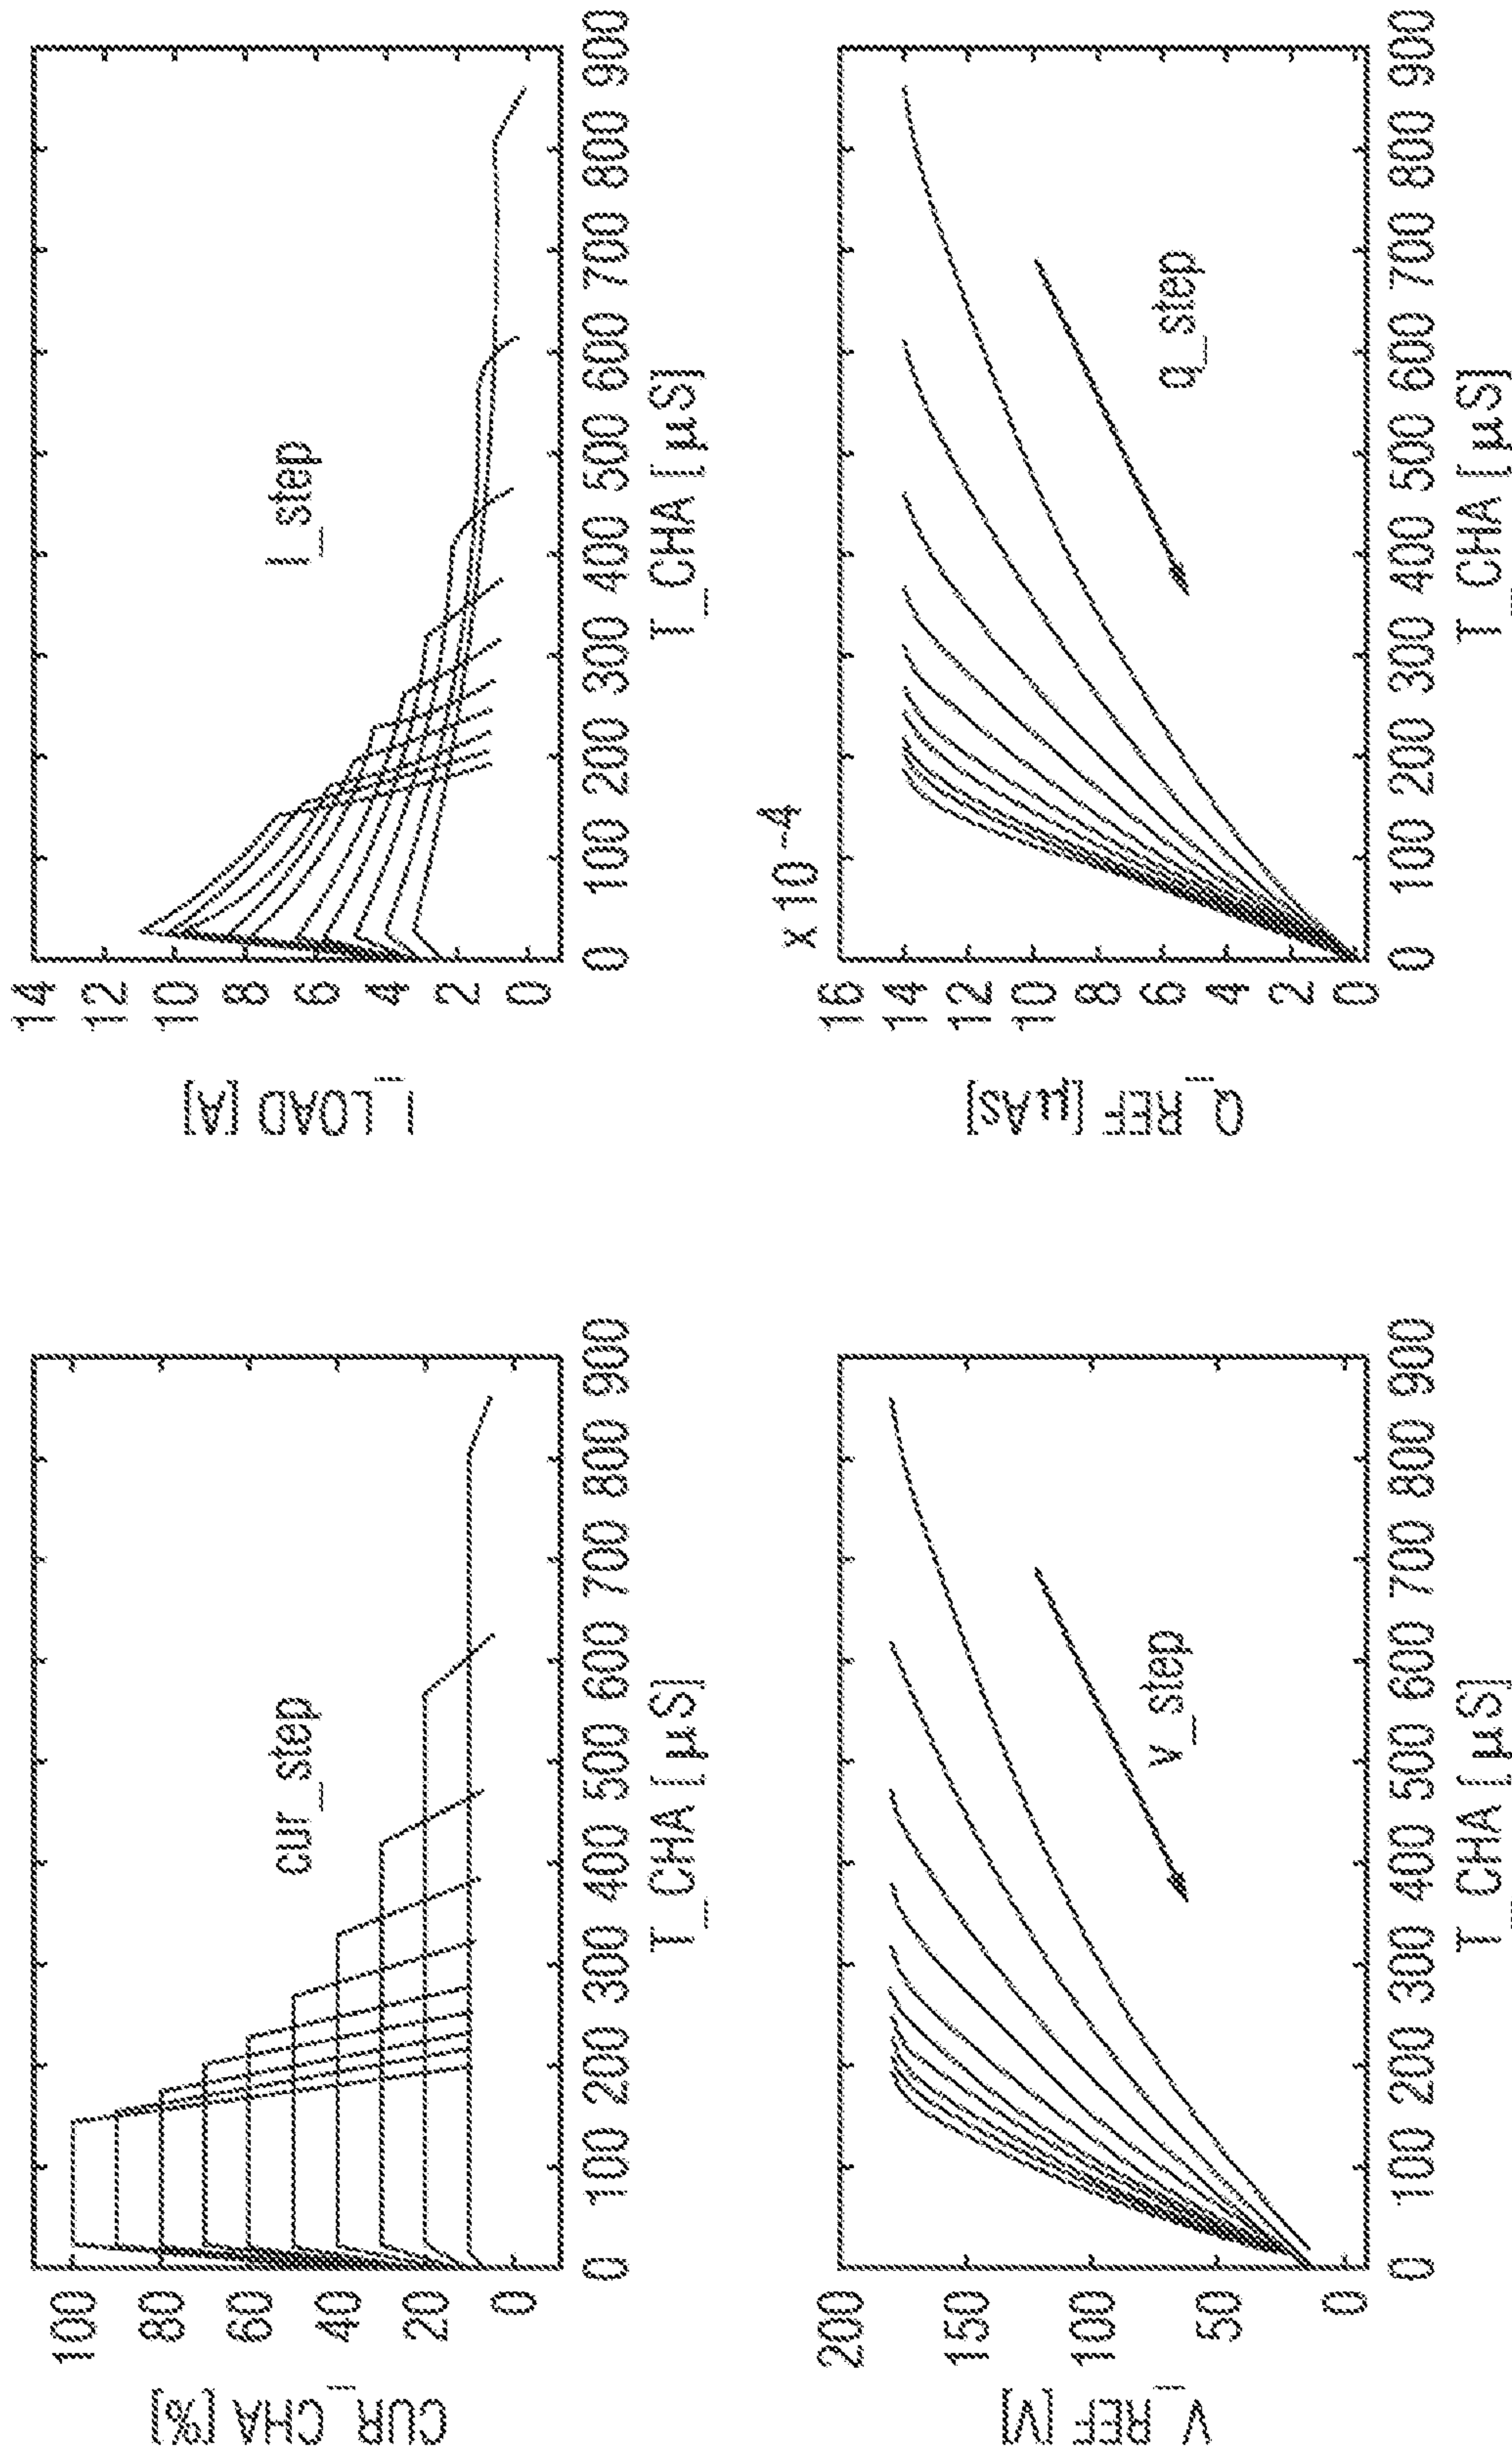 CUR_CHA [%]
100
80
60
40
20
0
cur_step
0 100 200 300 400 500 600 700 800 900
T_CHA [µS]
I_LOAD [A]
14
12
10
8
6
4
2
0
I_step
0 100 200 300 400 500 600 700 800 900
T_CHA [µS]
V_REF [V]
200
150
100
50
0
v_step
0 100 200 300 400 500 600 700 800 900
T_CHA [µS]
x 10 -4
Q_REF [µAs]
16
14
12
10
8
6
4
2
0
q_step
0 100 200 300 400 500 600 700 800 900
T_CHA [µS]